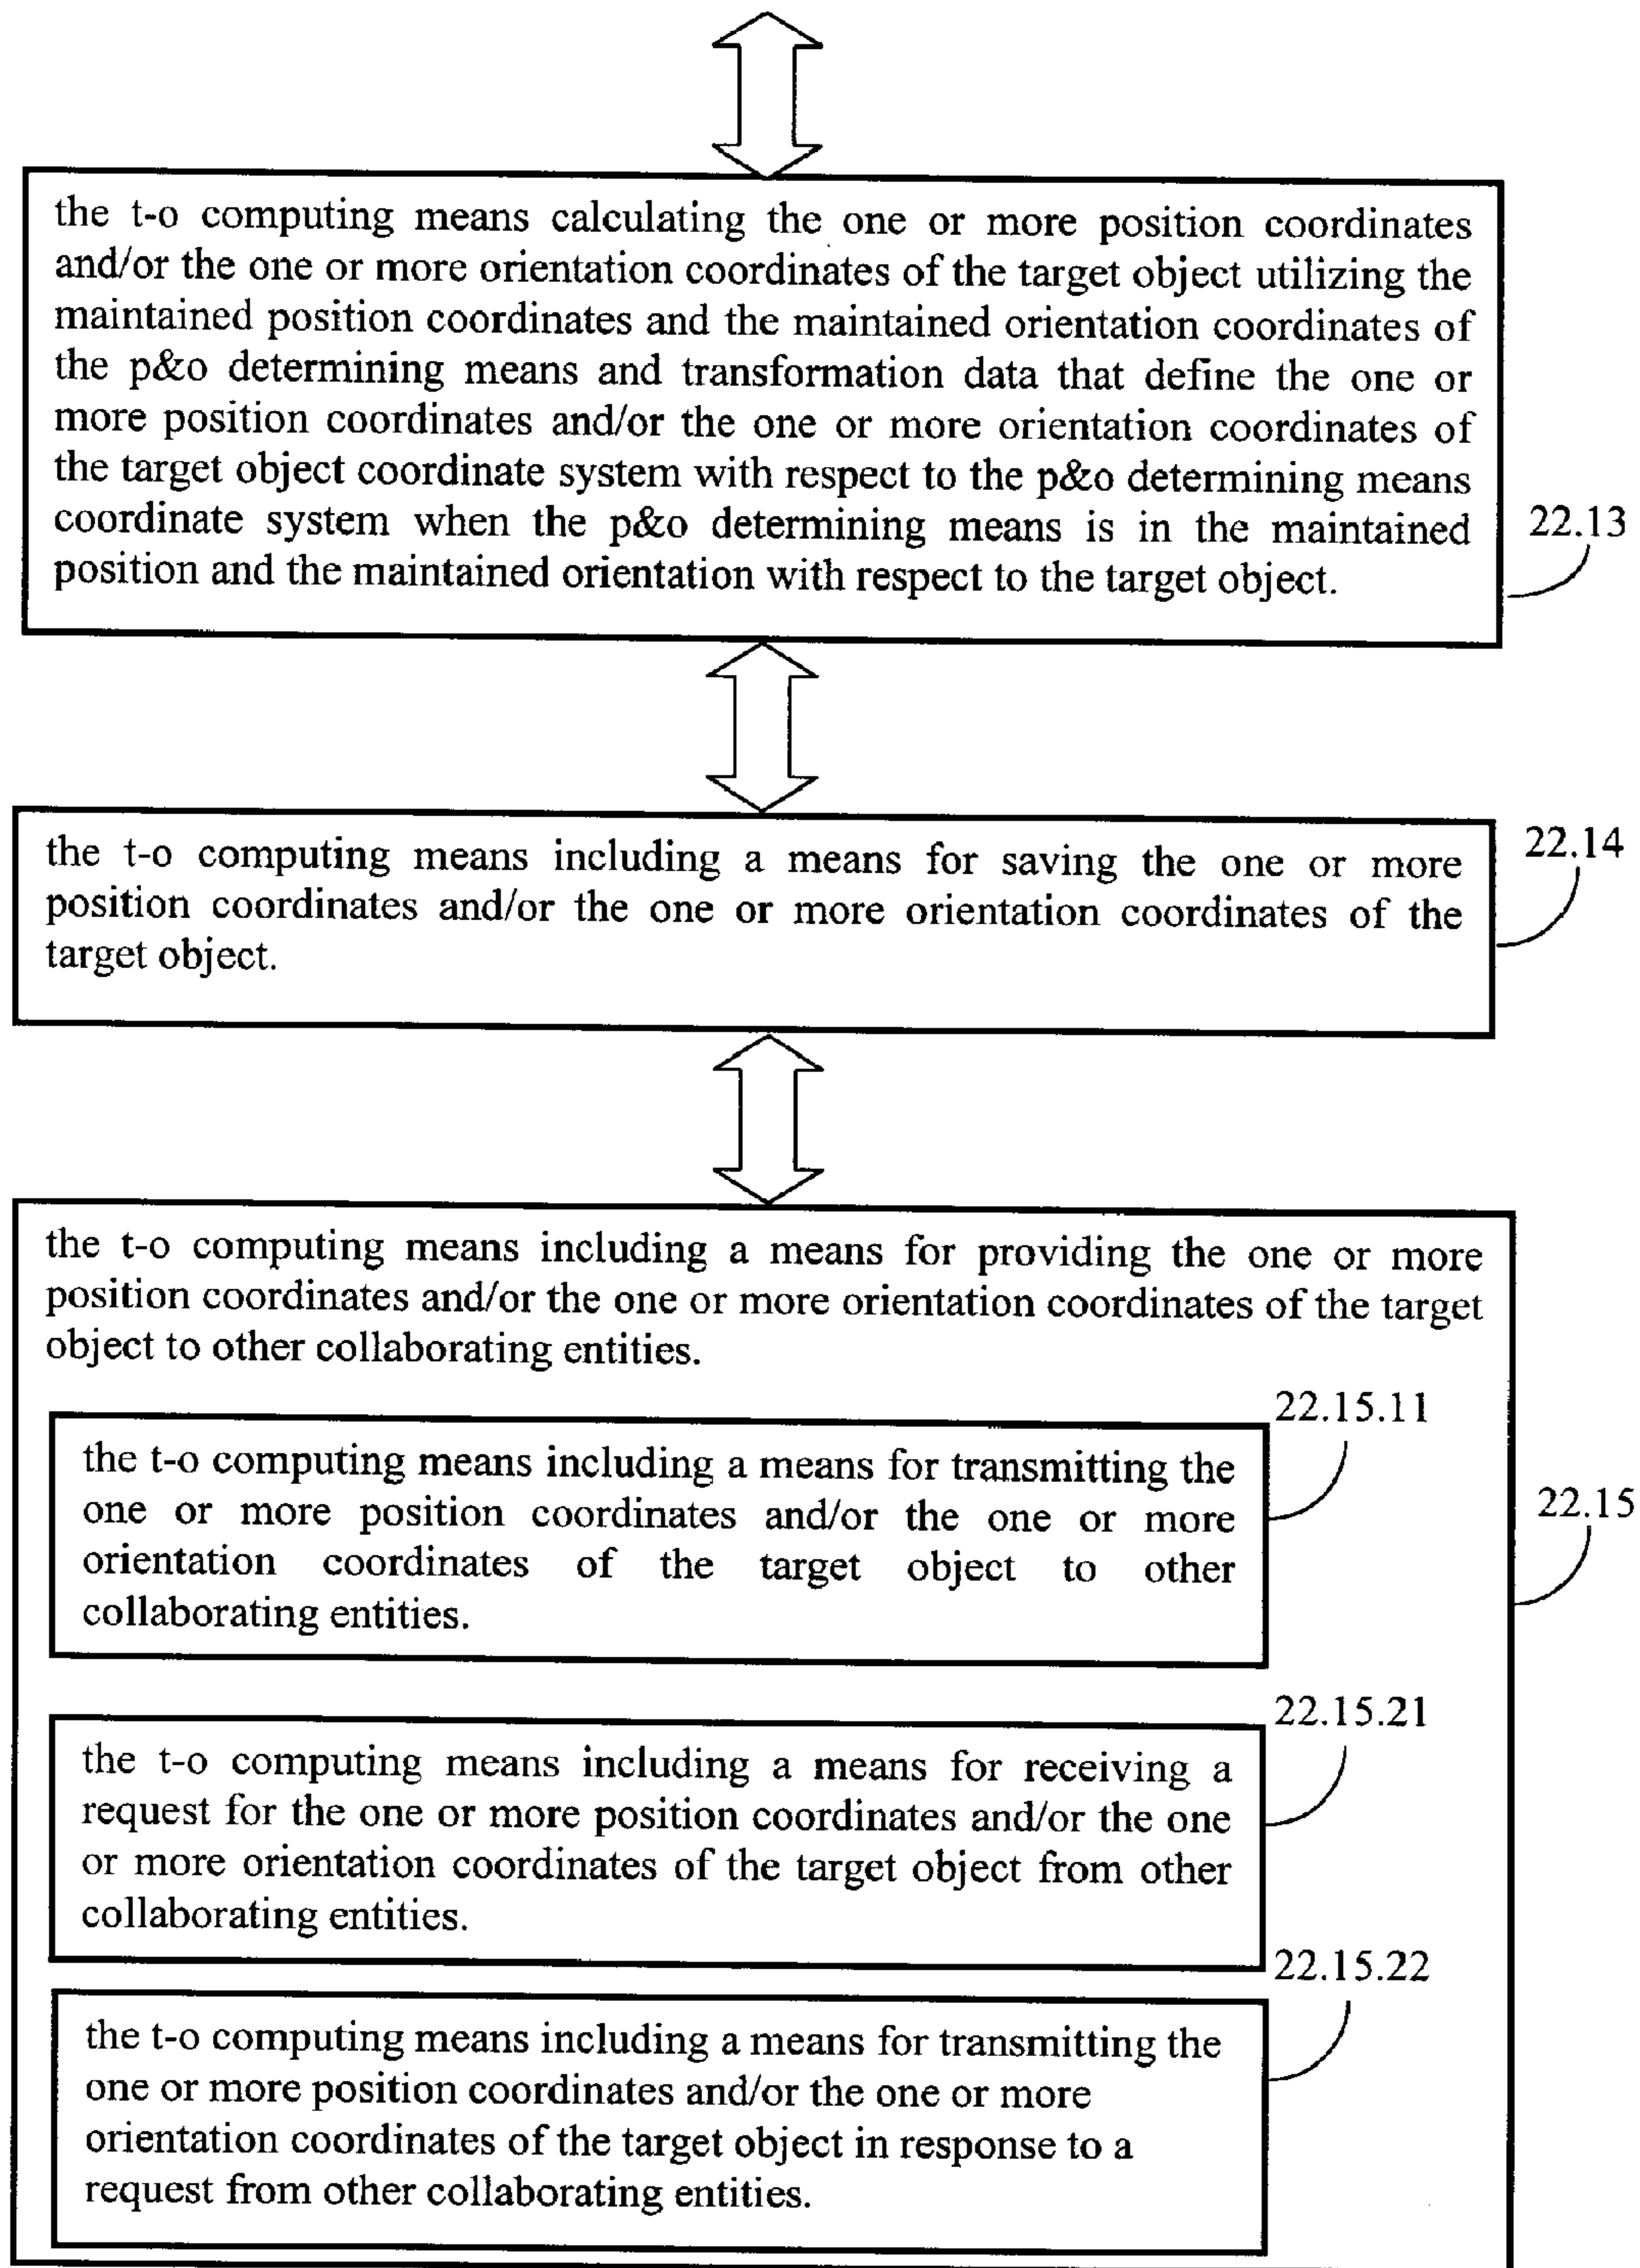 the t-o computing means calculating the one or more position coordinates
and/or the one or more orientation coordinates of the target object utilizing the
maintained position coordinates and the maintained orientation coordinates of
the p&o determining means and transformation data that define the one or
more position coordinates and/or the one or more orientation coordinates of
the target object coordinate system with respect to the p&o determining means
coordinate system when the p&o determining means is in the maintained
position and the maintained orientation with respect to the target object.
22.13
the t-o computing means including a means for saving the one or more
position coordinates and/or the one or more orientation coordinates of the
target object.
22.14
the t-o computing means including a means for providing the one or more
position coordinates and/or the one or more orientation coordinates of the target
object to other collaborating entities.
22.15
22.15.11
the t-o computing means including a means for transmitting the
one or more position coordinates and/or the one or more
orientation coordinates of the target object to other
collaborating entities.
22.15.21
the t-o computing means including a means for receiving a
request for the one or more position coordinates and/or the one
or more orientation coordinates of the target object from other
collaborating entities.
22.15.22
the t-o computing means including a means for transmitting the
one or more position coordinates and/or the one or more
orientation coordinates of the target object in response to a
request from other collaborating entities.